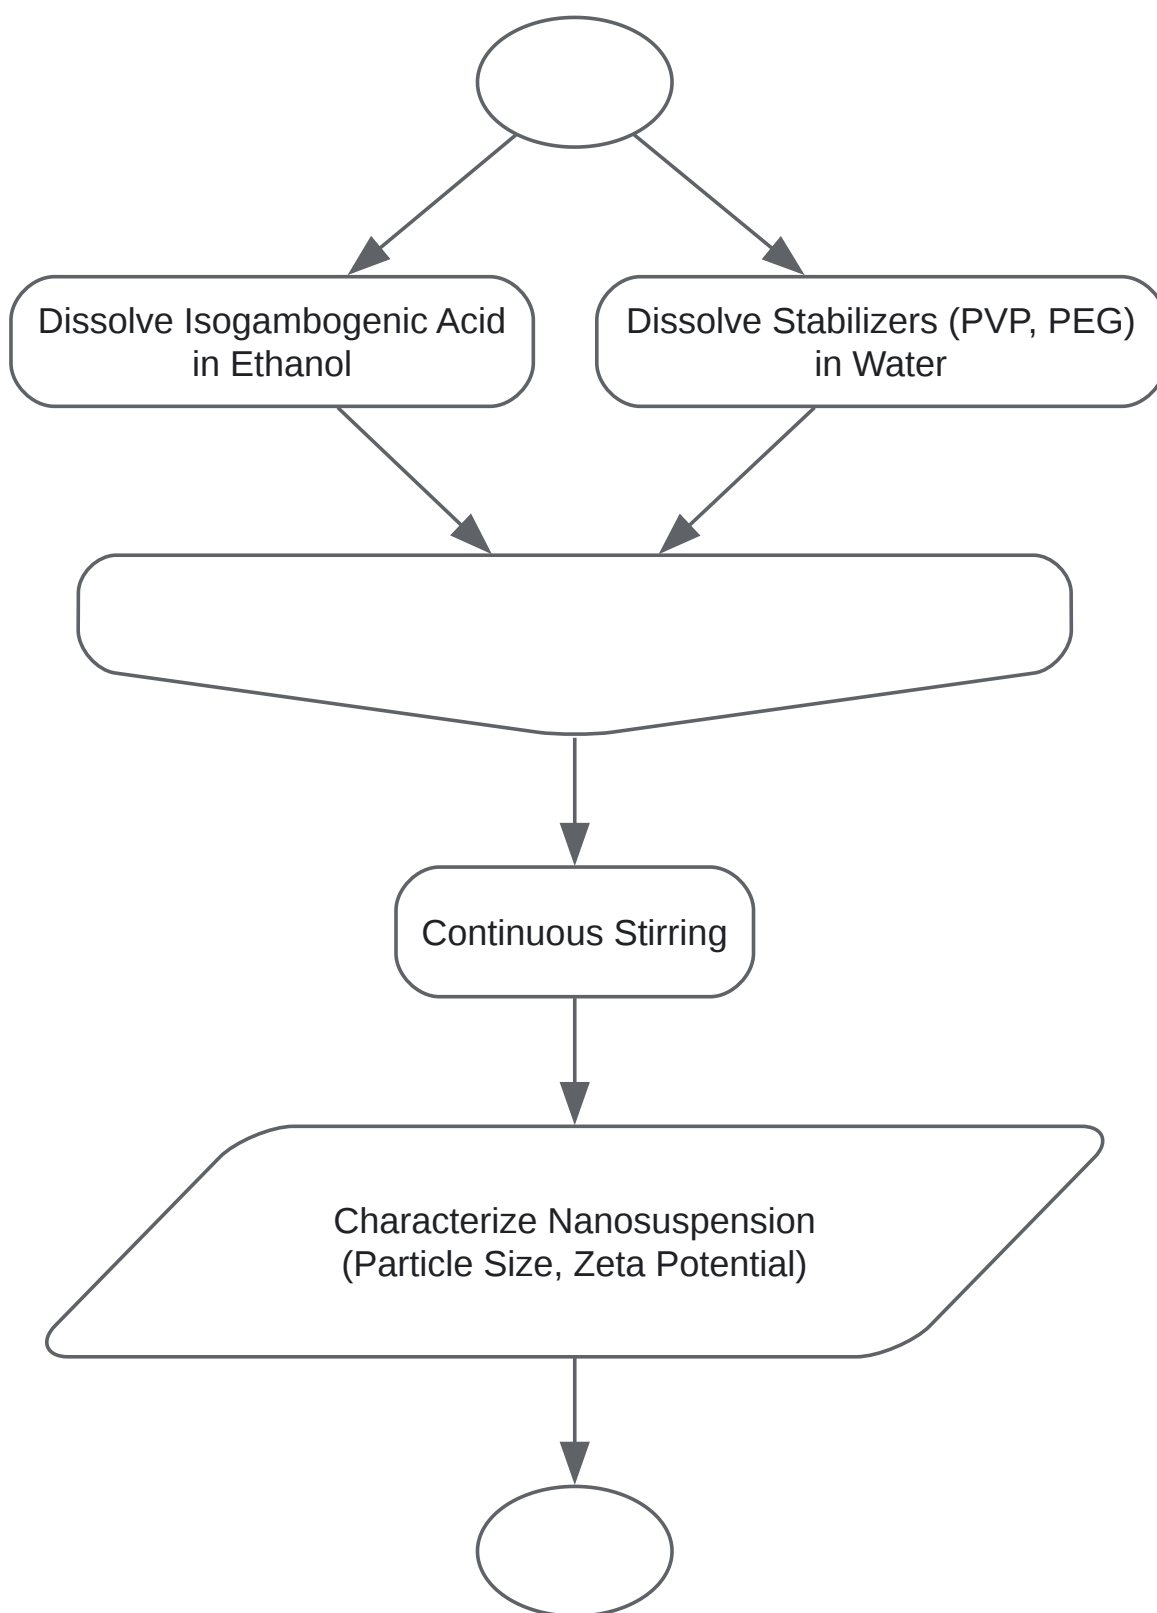 Dissolve Isogambogenic Acid
in Ethanol
Dissolve Stabilizers (PVP, PEG)
in Water
Continuous Stirring
Characterize Nanosuspension
(Particle Size, Zeta Potential)